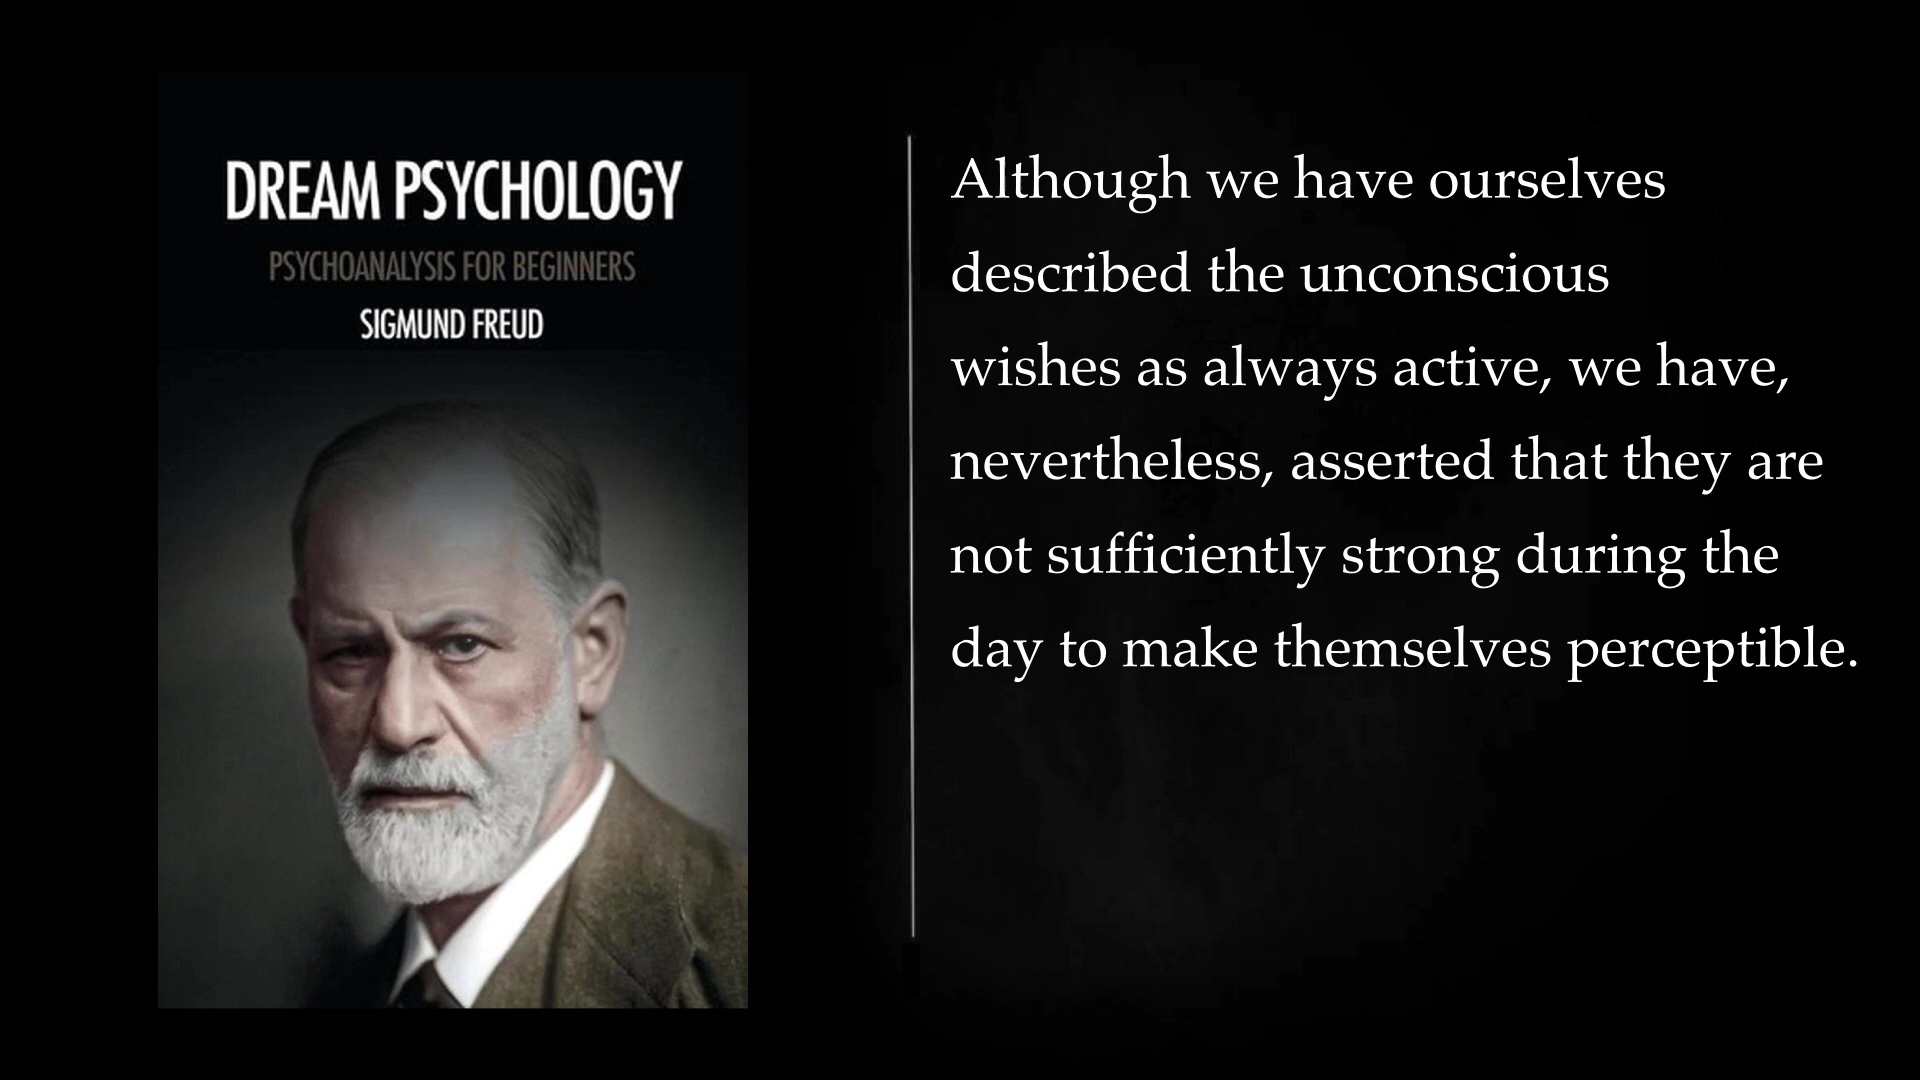 DREAM PSYCHOLOGY
PSYCHOANALYSIS FOR BEGINNERS
SIGMUND FREUD
Although we have ourselves
described the unconscious
wishes as always active, we have,
nevertheless, asserted that they are
not sufficiently strong during the
day to make themselves perceptible.